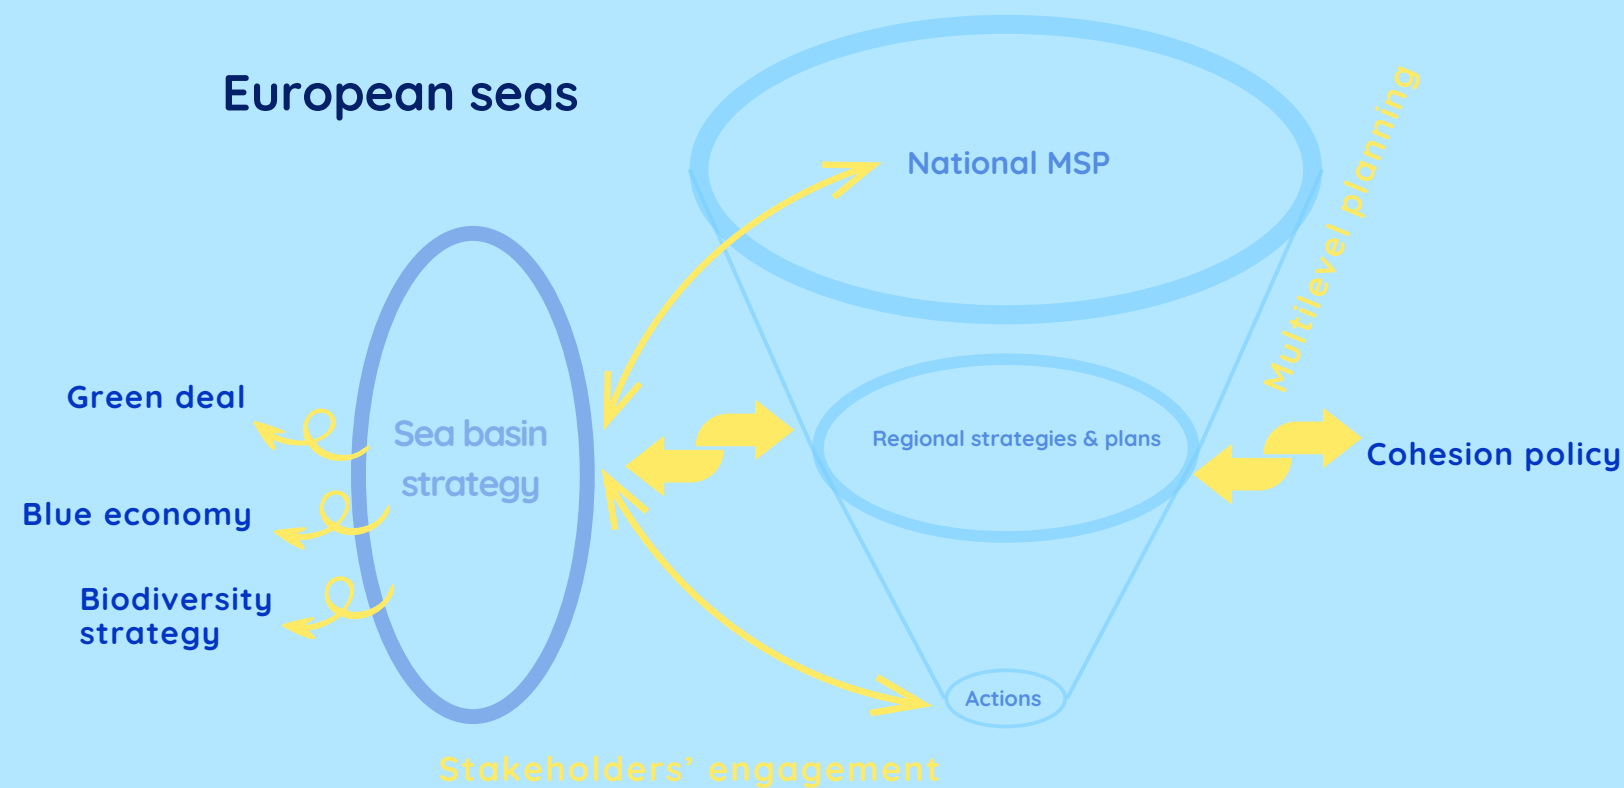 European seas
National MSP
Multilevel planning
Green deal
Sea basin
strategy
Regional strategies & plans
Cohesion policy
Blue economy
Biodiversity
strategy
Actions
Stakeholders’ engagement